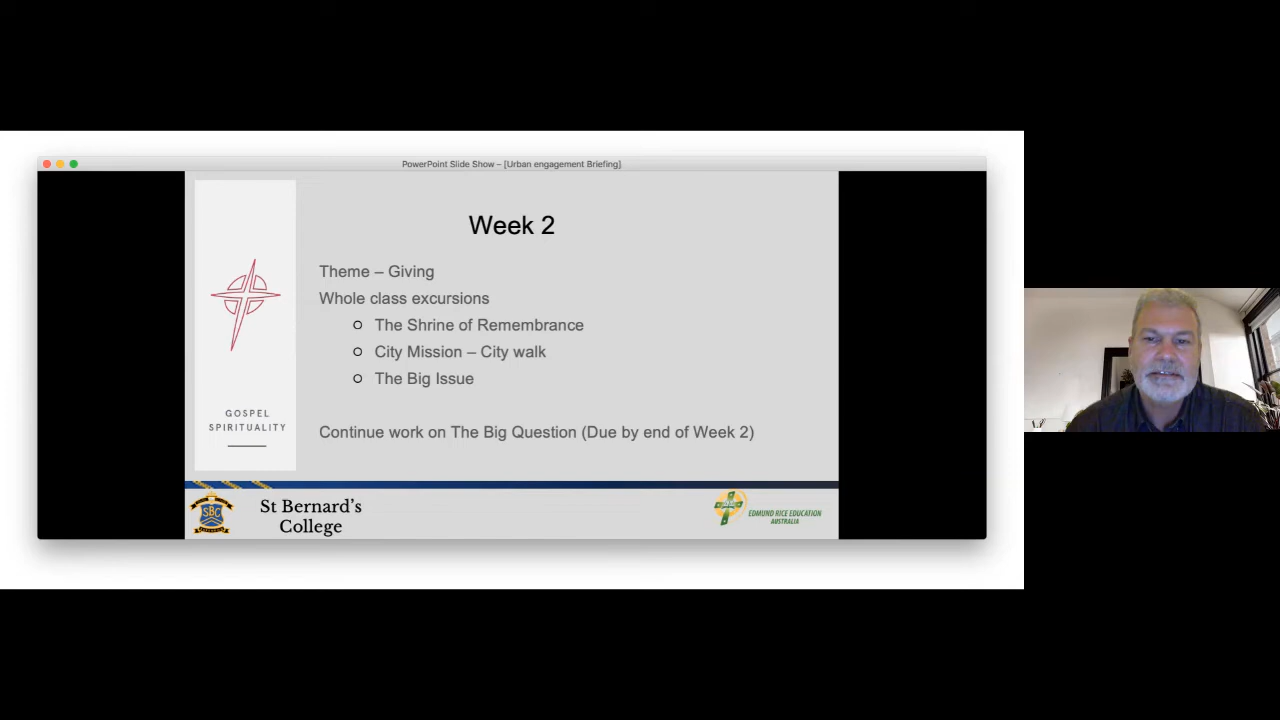 PowerPoint Slide Show – [Urban engagement Briefing]
Week 2
Theme – Giving
Whole class excursions
The Shrine of Remembrance
City Mission – City walk
The Big Issue
GOSPEL
SPIRITUALITY
Continue work on The Big Question (Due by end of Week 2)
SBC
St Bernard's
College
EDMUND RICE EDUCATION
AUSTRALIA